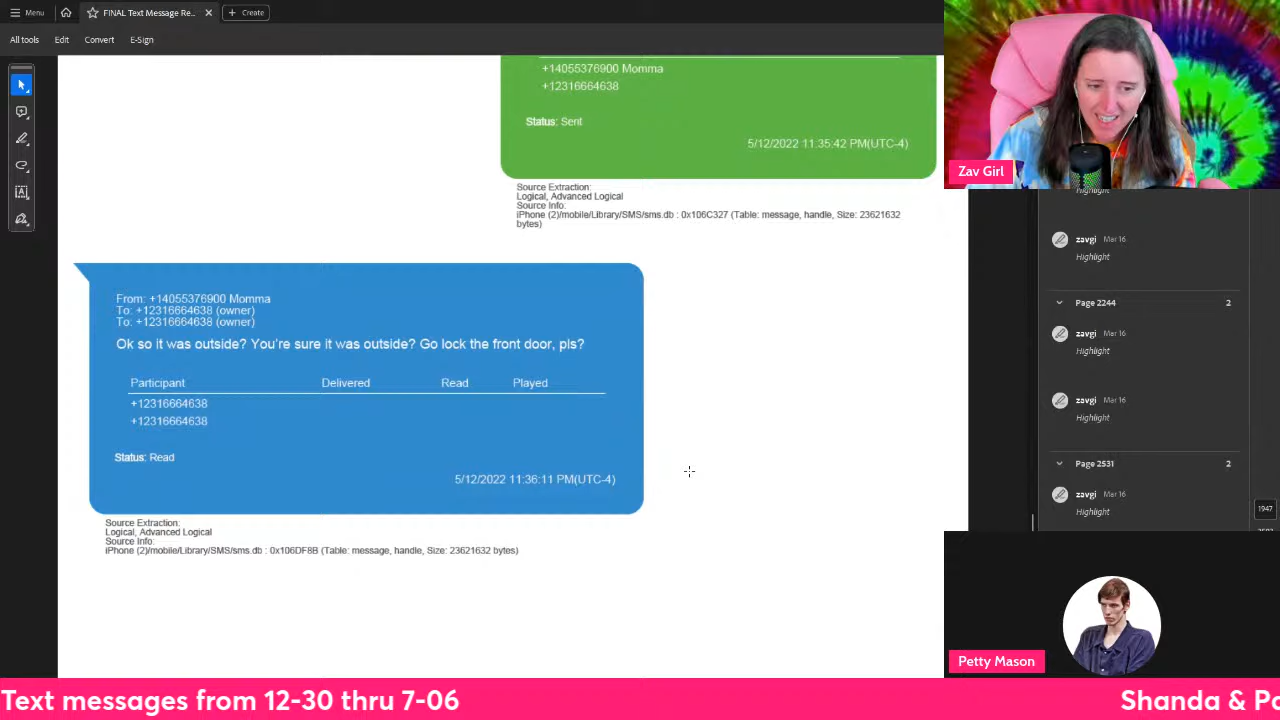 Menu
FINAL Text Message Re...
Create
All tools
Edit
Convert
E-Sign
+14055376900 Momma
+12316664638
Status: Sent
5/12/2022 11:35:42 PM(UTC-4)
Source Extraction:
Logical, Advanced Logical
Source Info:
iPhone (2)/mobile/Library/SMS/sms.db : 0x106C327 (Table: message, handle, Size: 23621632
bytes)
From: +14055376900 Momma
To: +12316664638 (owner)
To: +12316664638 (owner)
Ok so it was outside? You're sure it was outside? Go lock the front door, pls?
Participant Delivered Read Played
+12316664638
+12316664638
Status: Read
5/12/2022 11:36:11 PM(UTC-4)
Source Extraction:
Logical, Advanced Logical
Source Info:
iPhone (2)/mobile/Library/SMS/sms.db : 0x106DF8B (Table: message, handle, Size: 23621632 bytes)
Zav Girl
Highlight
zavgi Mar 16
Highlight
Page 2244 2
zavgi Mar 16
Highlight
zavgi Mar 16
Highlight
Page 2531 2
zavgi Mar 16
Highlight
1947
Petty Mason
Text messages from 12-30 thru 7-06
Shanda & Pa